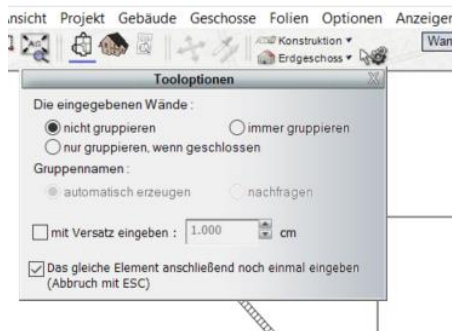 Ansicht Projekt Gebäude Geschosse Folien Optionen Anzeigen
Konstruktion
Erdgeschoss
Wan
Tooloptionen
Die eingegebenen Wände :
nicht gruppieren immer gruppieren
nur gruppieren, wenn geschlossen
Gruppennamen :
automatisch erzeugen nachfragen
mit Versatz eingeben : 1.000 cm
Das gleiche Element anschließend noch einmal eingeben
(Abbruch mit ESC)